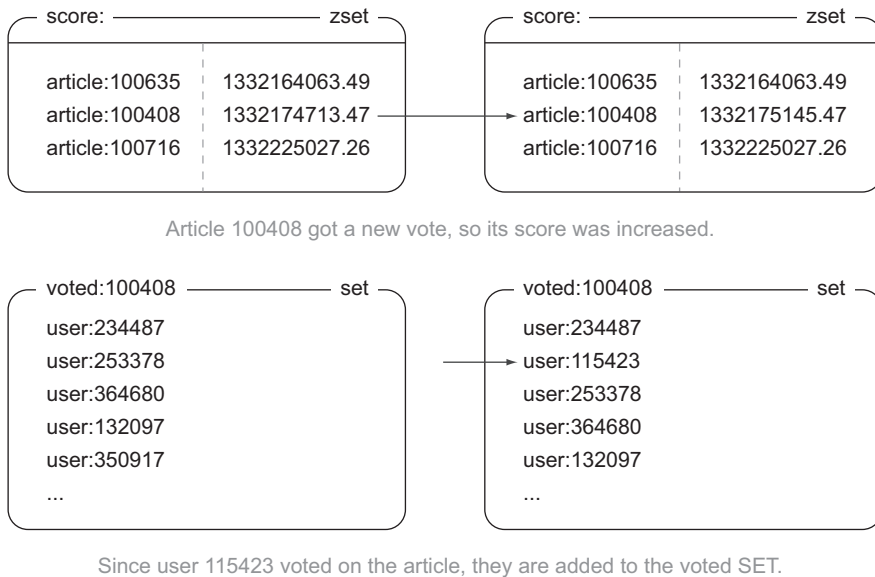 score: zset score: zset
article:100635 1332164063.49 article:100635 1332164063.49
article:100408 1332174713.47 article:100408 1332175145.47
article:100716 1332225027.26 article:100716 1332225027.26
Article 100408 got a new vote, so its score was increased.
voted:100408 set voted:100408 set
user:234487 user:234487
user:253378 user:115423
user:364680 user:253378
user:132097 user:364680
user:350917 user:132097
... ...
Since user 115423 voted on the article, they are added to the voted SET.